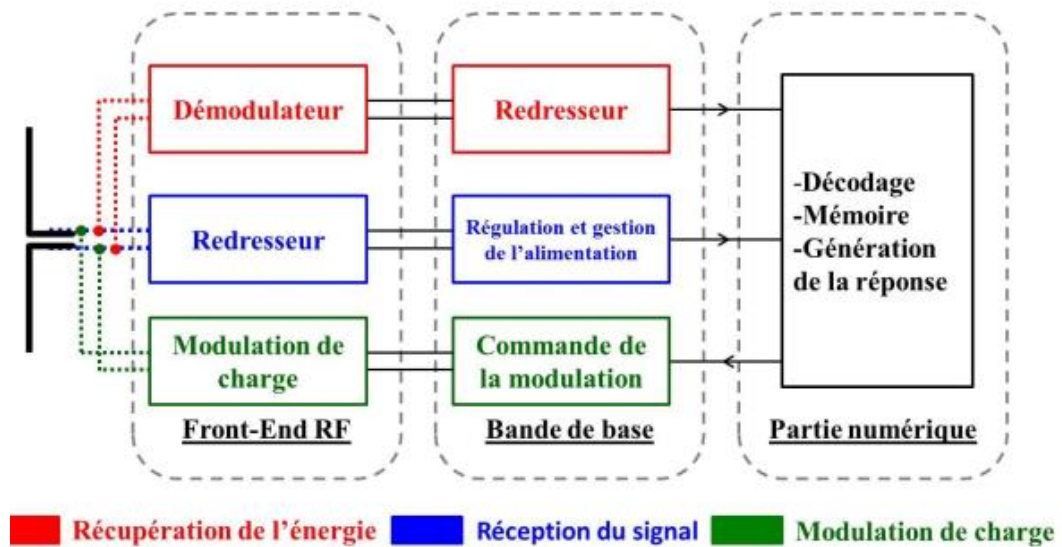 Démodulateur
Redresseur
Redresseur
Régulation et gestion
de l'alimentation
-Décodage
-Mémoire
-Génération
de la réponse
Modulation de
charge
Commande de
la modulation
Front-End RF
Bande de base
Partie numérique
Récupération de l'énergie
Réception du signal
Modulation de charge